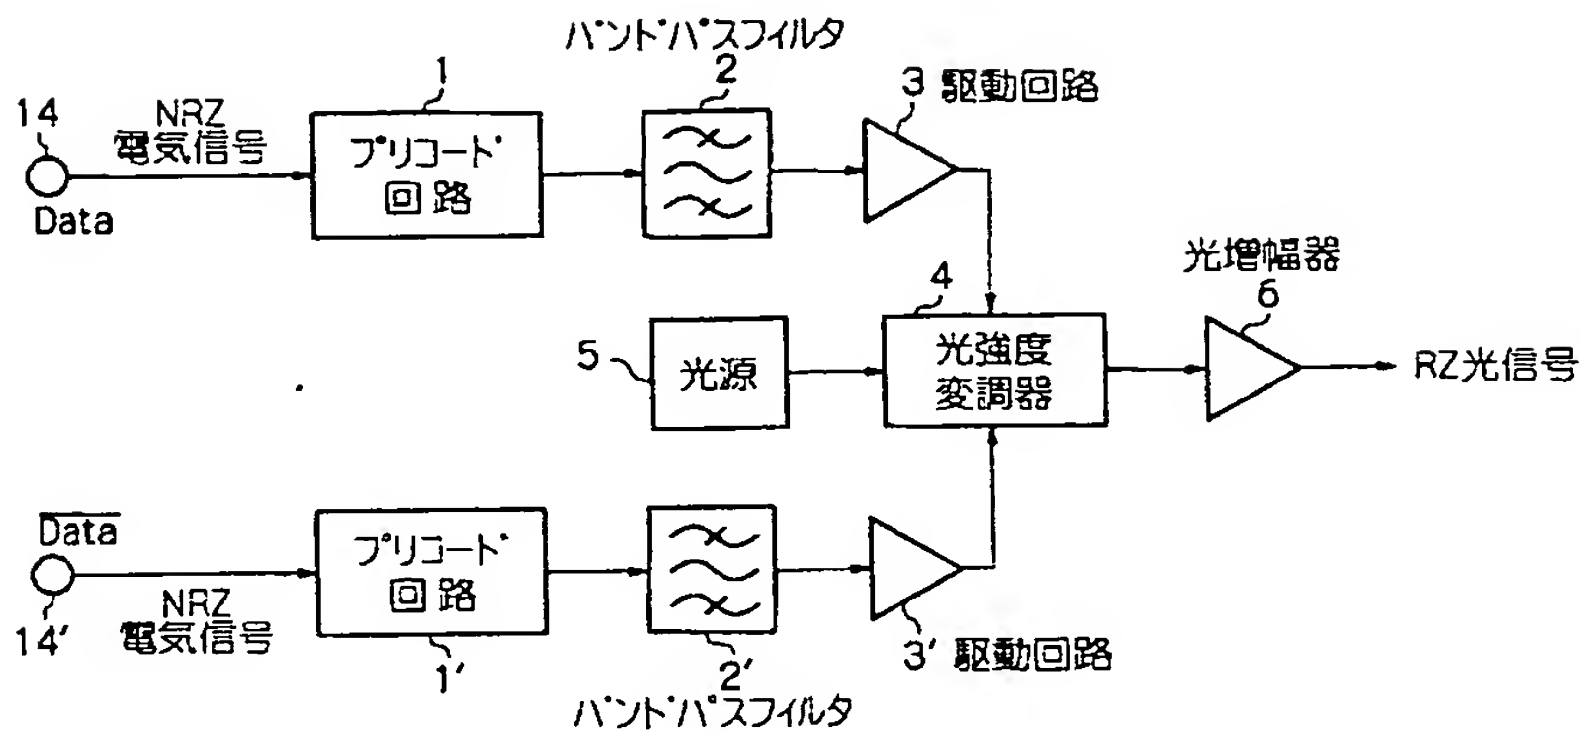 バンドパスフィルタ
1
2
3 駆動回路
14
NRZ
電気信号
プリコード
回路
Data
光増幅器
6
4
5
光源
光強度
変調器
RZ光信号
Data
プリコード
回路
NRZ
電気信号
14'
1'
2'
3' 駆動回路
バンドパスフィルタ